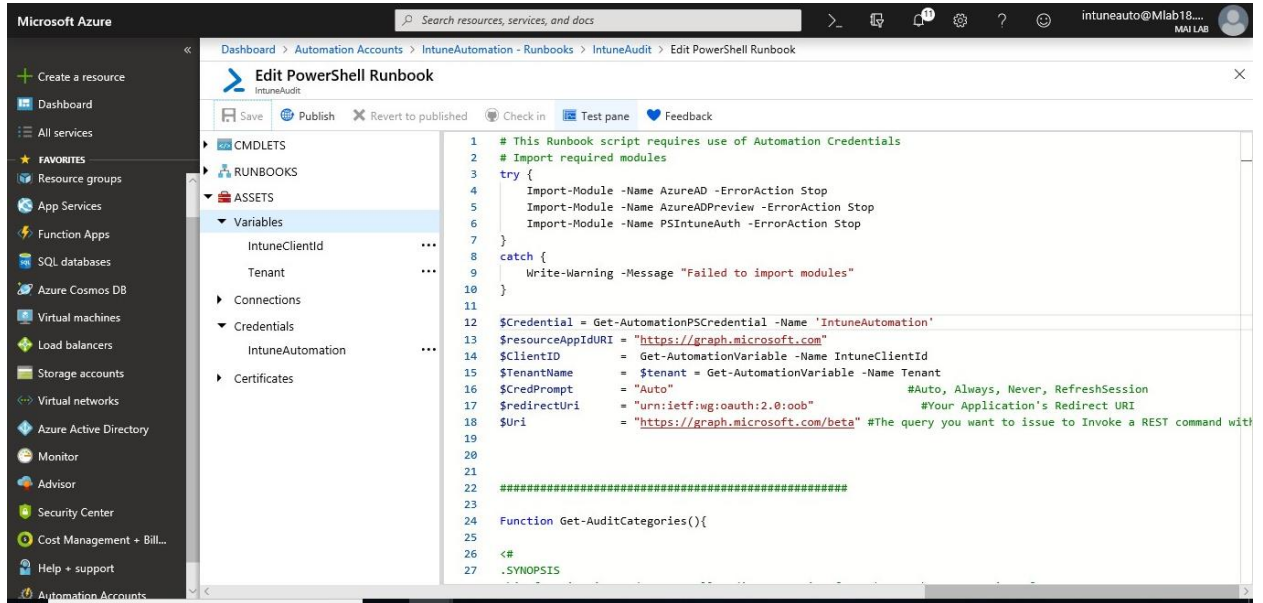 Microsoft Azure
Search resources, services, and docs
11
intuneauto@Mlab18....
MAI LAB
Dashboard > Automation Accounts > IntuneAutomation - Runbooks > IntuneAudit > Edit PowerShell Runbook
Edit PowerShell Runbook
IntuneAudit
Save Publish Revert to published Check in Test pane Feedback
Create a resource
Dashboard
All services
FAVORITES
Resource groups
App Services
Function Apps
SQL databases
Azure Cosmos DB
Virtual machines
Load balancers
Storage accounts
Virtual networks
Azure Active Directory
Monitor
Advisor
Security Center
Cost Management + Bill...
Help + support
Automation Accounts
CMDLETS
RUNBOOKS
ASSETS
Variables
IntuneClientId
Tenant
Connections
Credentials
IntuneAutomation
Certificates
1 # This Runbook script requires use of Automation Credentials
2 # Import required modules
3 try {
4 Import-Module -Name AzureAD -ErrorAction Stop
5 Import-Module -Name AzureADPreview -ErrorAction Stop
6 Import-Module -Name PSIntuneAuth -ErrorAction Stop
7 }
8 catch {
9 Write-Warning -Message "Failed to import modules"
10 }
11
12 $Credential = Get-AutomationPSCredential -Name 'IntuneAutomation'
13 $resourceAppIdURI = "https://graph.microsoft.com"
14 $ClientID = Get-AutomationVariable -Name IntuneClientId
15 $TenantName = $tenant = Get-AutomationVariable -Name Tenant
16 $CredPrompt = "Auto" #Auto, Always, Never, RefreshSession
17 $redirectUri = "urn:ietf:wg:oauth:2.0:oob" #Your Application's Redirect URI
18 $Uri = "https://graph.microsoft.com/beta" #The query you want to issue to Invoke a REST command with
19
20
21
22 ####################################################
23
24 Function Get-AuditCategories(){
25
26 <#
27 .SYNOPSIS